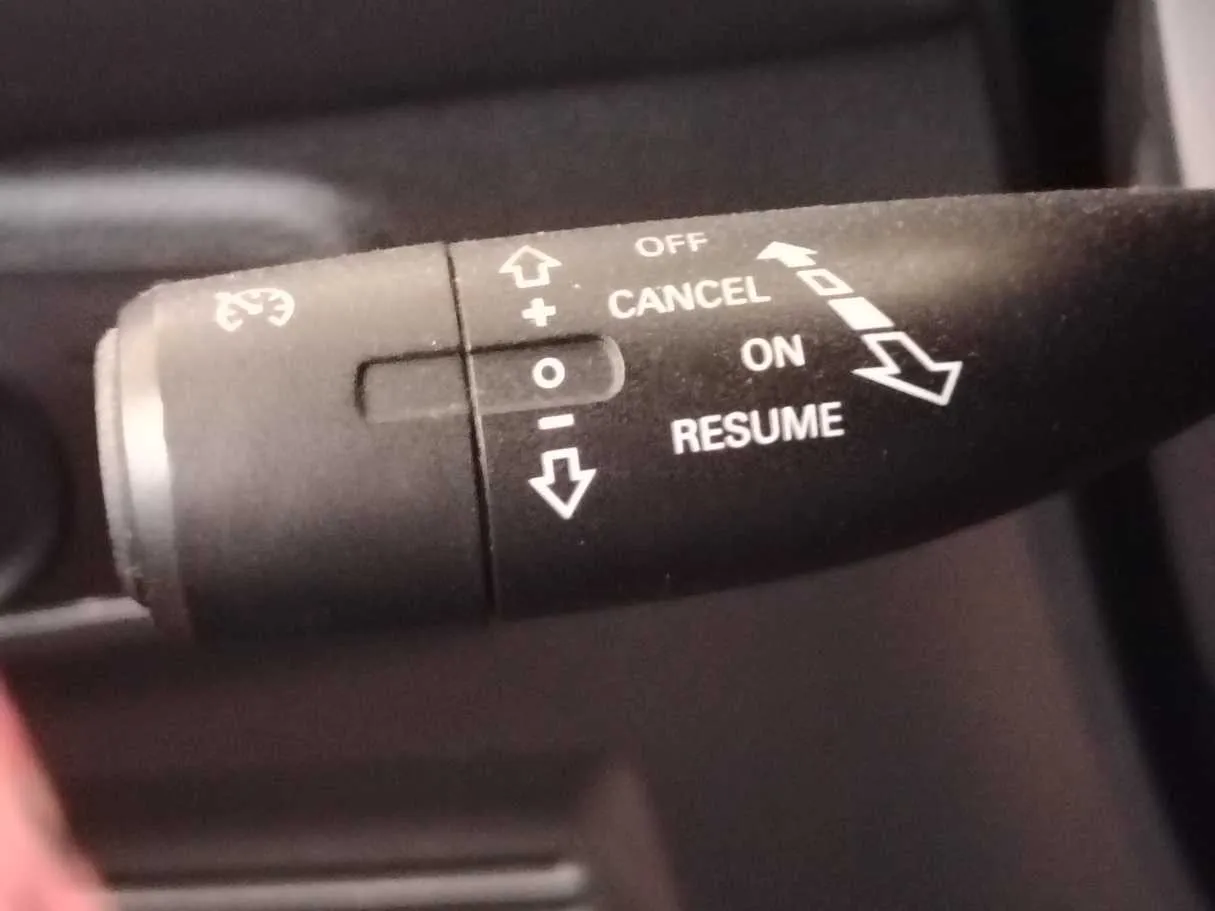 OFF
+
CANCEL
O
ON
-
RESUME